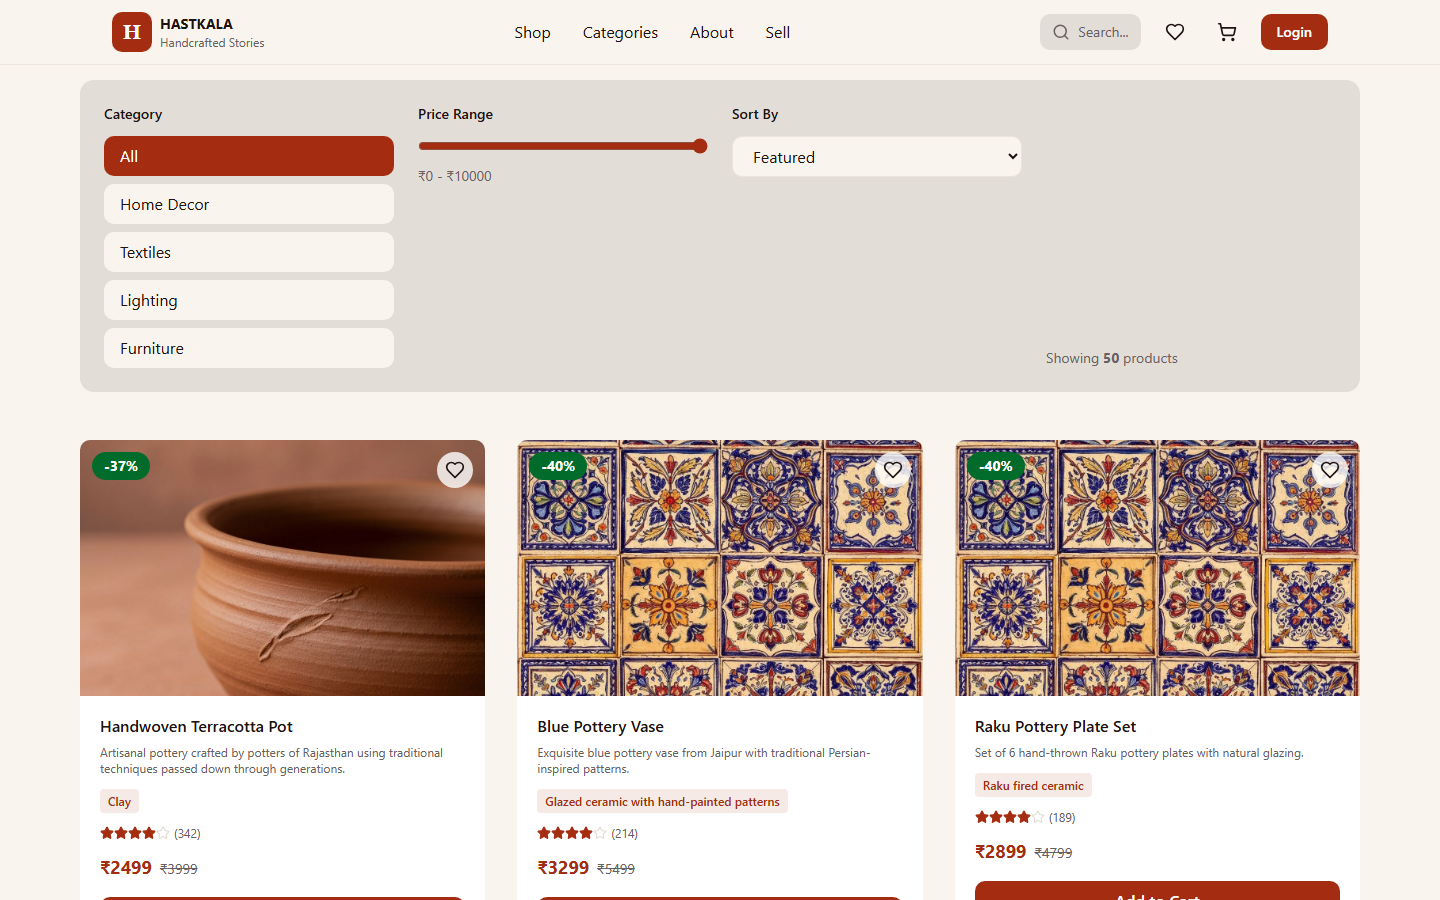 H
HASTKALA
Handcrafted Stories
Shop
Categories
About
Sell
Search...
Login
Category
All
Home Decor
Textiles
Lighting
Furniture
Price Range
₹0 - ₹10000
Sort By
Featured
Showing 50 products
-37%
Handwoven Terracotta Pot
Artisanal pottery crafted by potters of Rajasthan using traditional
techniques passed down through generations.
Clay
(342)
₹2499 ₹3999
-40%
Blue Pottery Vase
Exquisite blue pottery vase from Jaipur with traditional Persian-
inspired patterns.
Glazed ceramic with hand-painted patterns
(214)
₹3299 ₹5499
-40%
Raku Pottery Plate Set
Set of 6 hand-thrown Raku pottery plates with natural glazing.
Raku fired ceramic
(189)
₹2899 ₹4799
Add to Cart